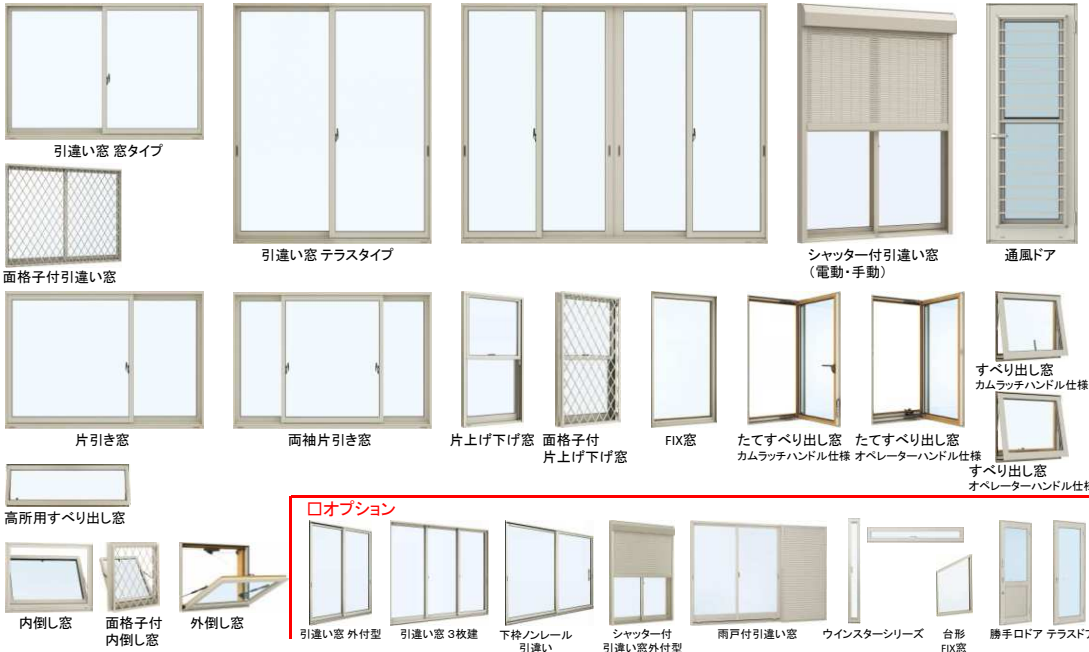 引違い窓 窓タイプ
面格子付引違い窓
引違い窓 テラスタイプ
シャッター付引違い窓
（電動・手動）
通風ドア
片引き窓
両袖片引き窓
片上げ下げ窓
面格子付
片上げ下げ窓
FIX窓
たてすべり出し窓
カムラッチハンドル仕様
たてすべり出し窓
オペレーターハンドル仕様
すべり出し窓
カムラッチハンドル仕様
すべり出し窓
オペレーターハンドル仕様
高所用すべり出し窓
内倒し窓
面格子付
内倒し窓
外倒し窓
□オプション
引違い窓 外付型
引違い窓 3枚建
下枠ノンレール
引違い
シャッター付
引違い窓外付型
雨戸付引違い窓
ウインスターシリーズ
台形
FIX窓
勝手口ドア
テラスドア